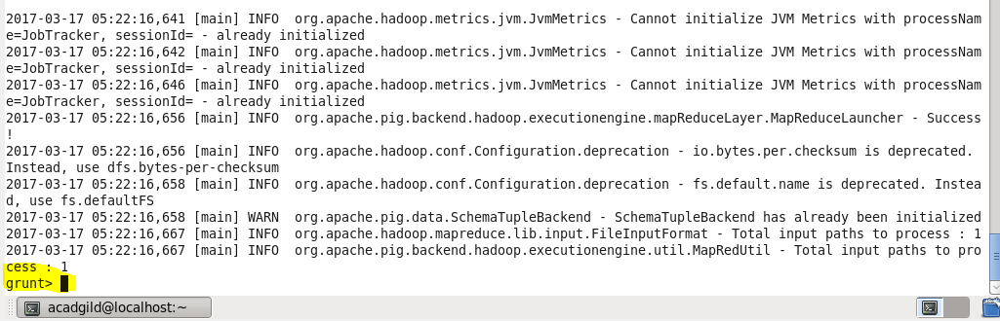 2017-03-17 05:22:16,641 [main] INFO  org.apache.hadoop.metrics.jvm.JvmMetrics - Cannot initialize JVM Metrics with processNam
e=JobTracker, sessionId= - already initialized
2017-03-17 05:22:16,642 [main] INFO  org.apache.hadoop.metrics.jvm.JvmMetrics - Cannot initialize JVM Metrics with processNam
e=JobTracker, sessionId= - already initialized
2017-03-17 05:22:16,646 [main] INFO  org.apache.hadoop.metrics.jvm.JvmMetrics - Cannot initialize JVM Metrics with processNam
e=JobTracker, sessionId= - already initialized
2017-03-17 05:22:16,656 [main] INFO  org.apache.pig.backend.hadoop.executionengine.mapReduceLayer.MapReduceLauncher - Success
!
2017-03-17 05:22:16,656 [main] INFO  org.apache.hadoop.conf.Configuration.deprecation - io.bytes.per.checksum is deprecated.
Instead, use dfs.bytes-per-checksum
2017-03-17 05:22:16,658 [main] INFO  org.apache.hadoop.conf.Configuration.deprecation - fs.default.name is deprecated. Instea
d, use fs.defaultFS
2017-03-17 05:22:16,658 [main] WARN  org.apache.pig.data.SchemaTupleBackend - SchemaTupleBackend has already been initialized
2017-03-17 05:22:16,667 [main] INFO  org.apache.hadoop.mapreduce.lib.input.FileInputFormat - Total input paths to process : 1
2017-03-17 05:22:16,667 [main] INFO  org.apache.pig.backend.hadoop.executionengine.util.MapRedUtil - Total input paths to pro
cess : 1
grunt>
acadgild@localhost:~